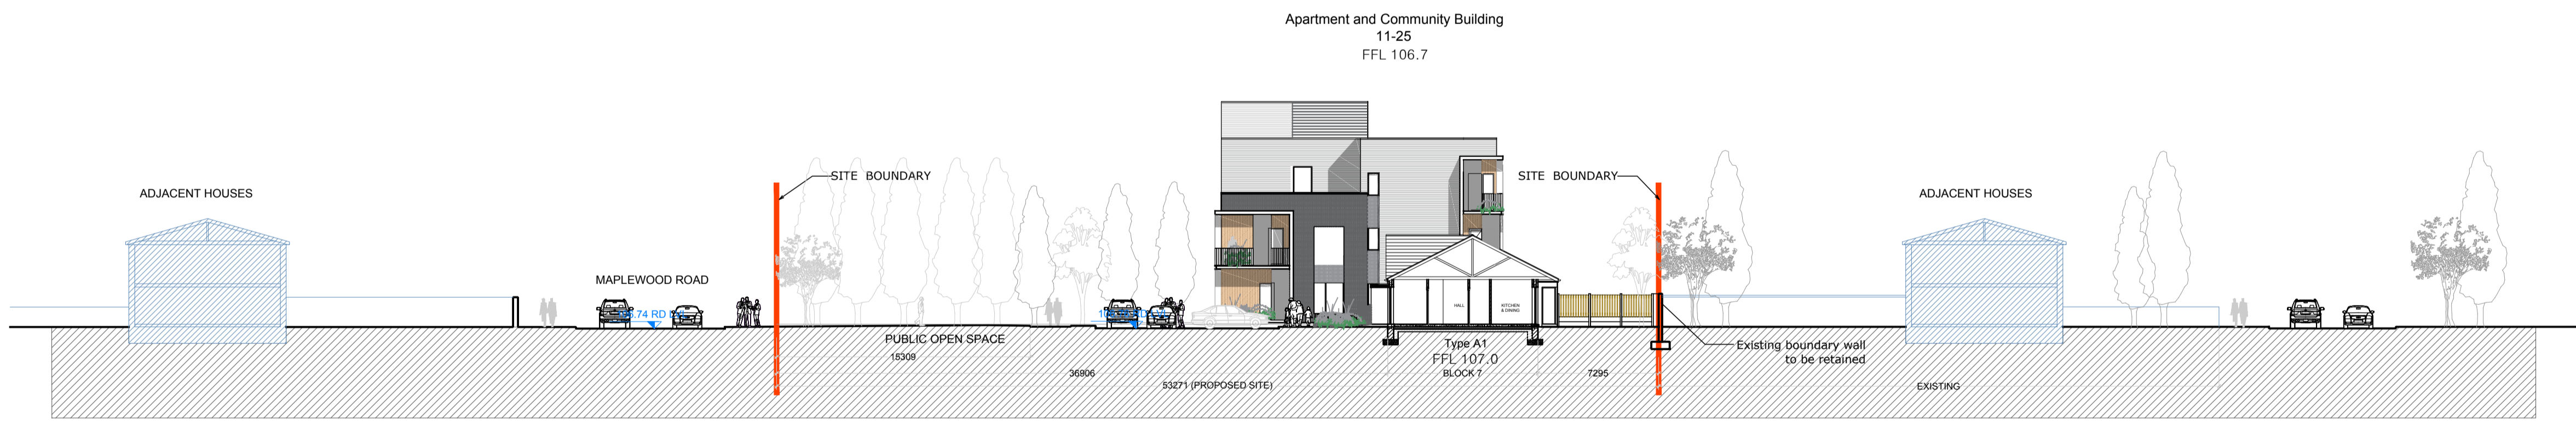 Apartment and Community Building
11-25
FFL 106.7
SITE BOUNDARY
SITE BOUNDARY
ADJACENT HOUSES
ADJACENT HOUSES
MAPLEWOOD ROAD
RD
HALL
KITCHEN
& DINING
PUBLIC OPEN SPACE
15309
Type A1
FFL 107.0
BLOCK 7
Existing boundary wall
to be retained
36906
7295
53271 (PROPOSED SITE)
EXISTING